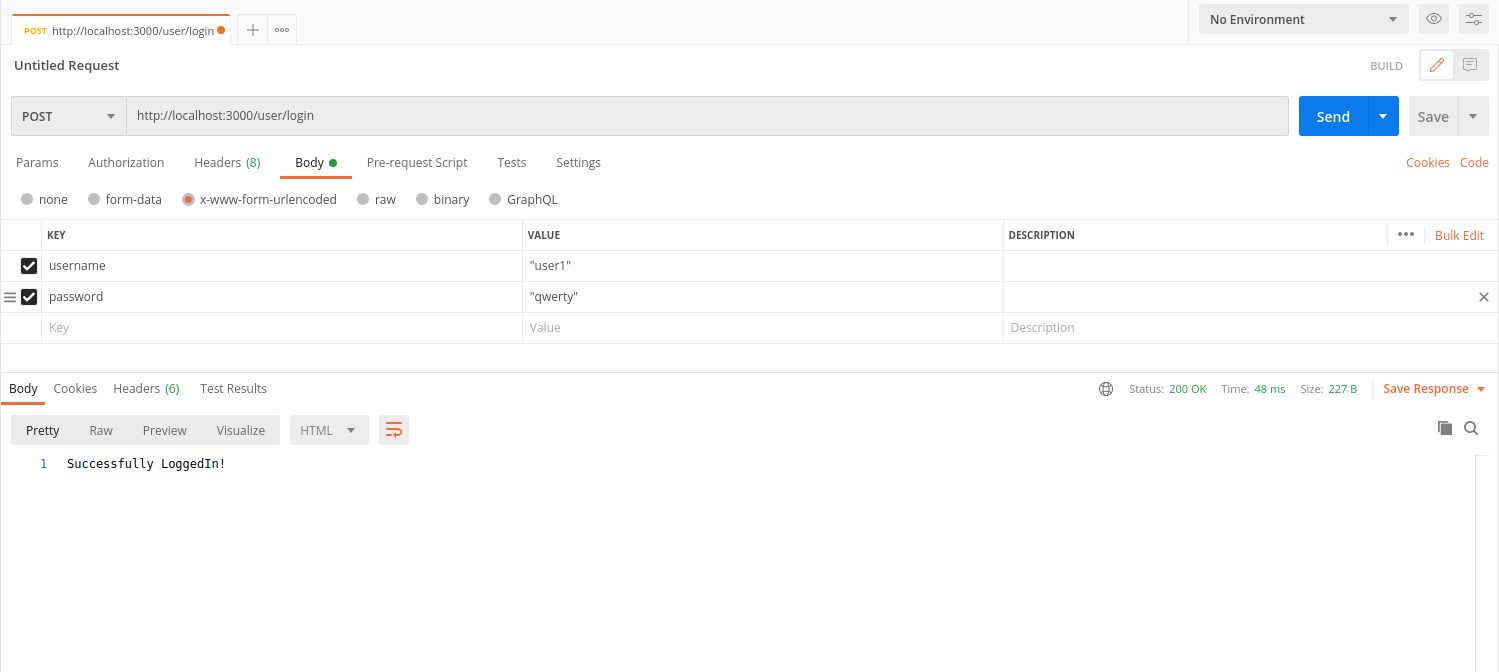 POST http://localhost:3000/user/login No Environment
Untitled Request BUILD
POST http://localhost:3000/user/login Send Save
Params Authorization Headers (8) Body Pre-request Script Tests Settings Cookies Code
none form-data x-www-form-urlencoded raw binary GraphQL
KEY VALUE DESCRIPTION Bulk Edit
username "user1"
password "qwerty"
Key Value Description
Body Cookies Headers (6) Test Results Status: 200 OK Time: 48 ms Size: 227 B Save Response
Pretty Raw Preview Visualize HTML
1 Successfully LoggedIn!